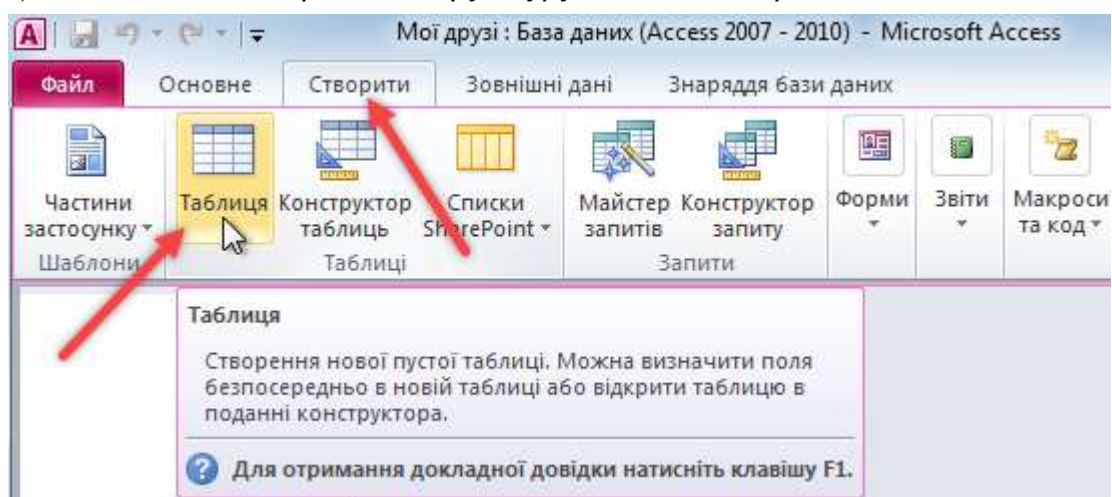 Мої друзі : База даних (Access 2007 - 2010) - Microsoft Access
Файл Основне Створити Зовнішні дані Знаряддя бази даних
Частини застосунку
Таблиця
Конструктор таблиць
Списки SharePoint
Майстер запитів
Конструктор запиту
Форми
Звіти
Макроси та код
Шаблони Таблиці Запити
Таблиця
Створення нової пустої таблиці. Можна визначити поля
безпосередньо в новій таблиці або відкрити таблицю в
поданні конструктора.
Для отримання докладної довідки натисніть клавішу F1.